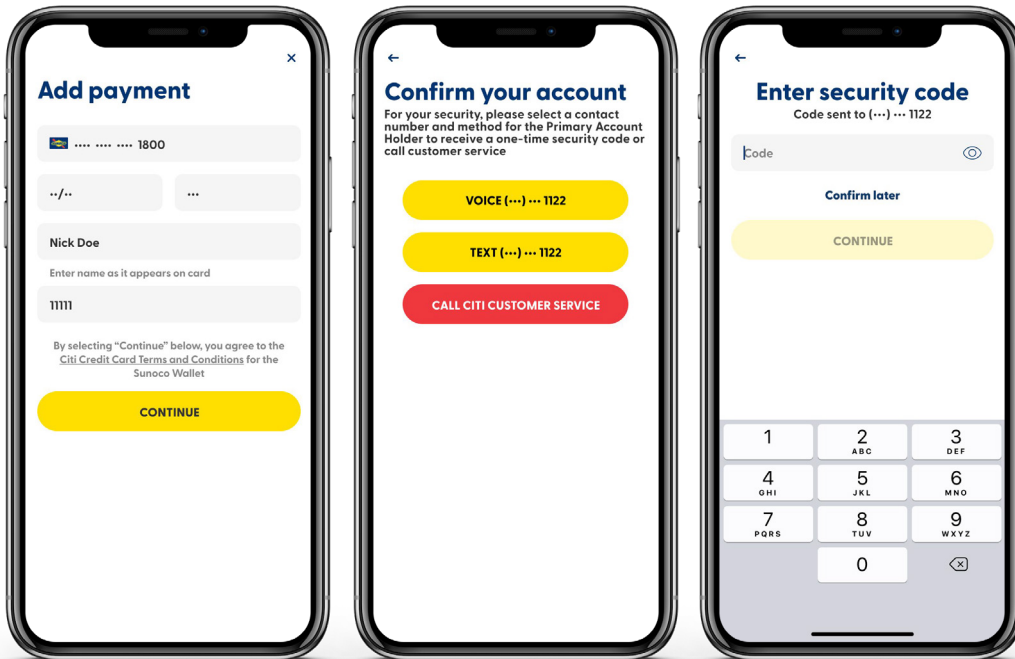 Add payment
•••• •••• •••• 1800
••/••
•••
Nick Doe
Enter name as it appears on card
11111
By selecting “Continue” below, you agree to the
Citi Credit Card Terms and Conditions for the
Sunoco Wallet
CONTINUE
Confirm your account
For your security, please select a contact
number and method for the Primary Account
Holder to receive a one-time security code or
call customer service
VOICE (•••) ••• 1122
TEXT (•••) ••• 1122
CALL CITI CUSTOMER SERVICE
Enter security code
Code sent to (•••) ••• 1122
Code
Confirm later
CONTINUE
1
2 ABC
3 DEF
4 GHI
5 JKL
6 MNO
7 PQRS
8 TUV
9 WXYZ
0